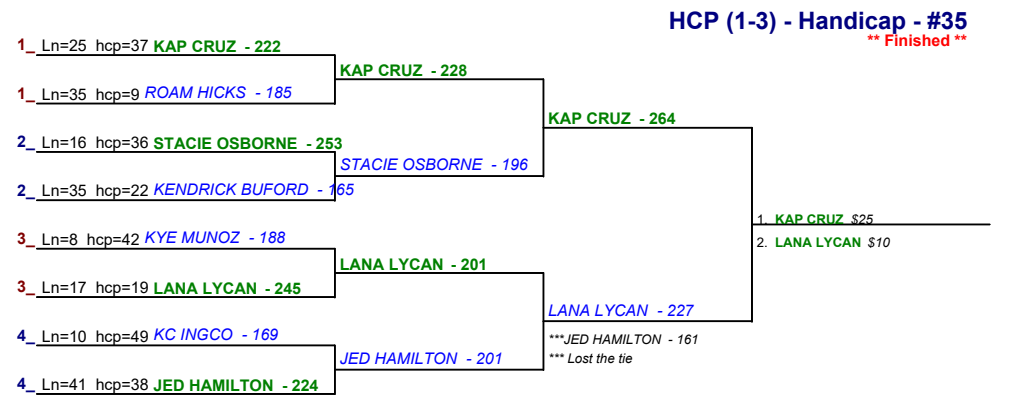 HCP (1-3) - Handicap - #35
** Finished **
1_ Ln=25 hcp=37 KAP CRUZ - 222
KAP CRUZ - 228
1_ Ln=35 hcp=9 ROAM HICKS - 185
KAP CRUZ - 264
2_ Ln=16 hcp=36 STACIE OSBORNE - 253
STACIE OSBORNE - 196
2_ Ln=35 hcp=22 KENDRICK BUFORD - 165
1. KAP CRUZ $25
3_ Ln=8 hcp=42 KYE MUNOZ - 188
2. LANA LYCAN $10
LANA LYCAN - 201
3_ Ln=17 hcp=19 LANA LYCAN - 245
LANA LYCAN - 227
4_ Ln=10 hcp=49 KC INGCO - 169
***JED HAMILTON - 161
JED HAMILTON - 201
*** Lost the tie
4_ Ln=41 hcp=38 JED HAMILTON - 224